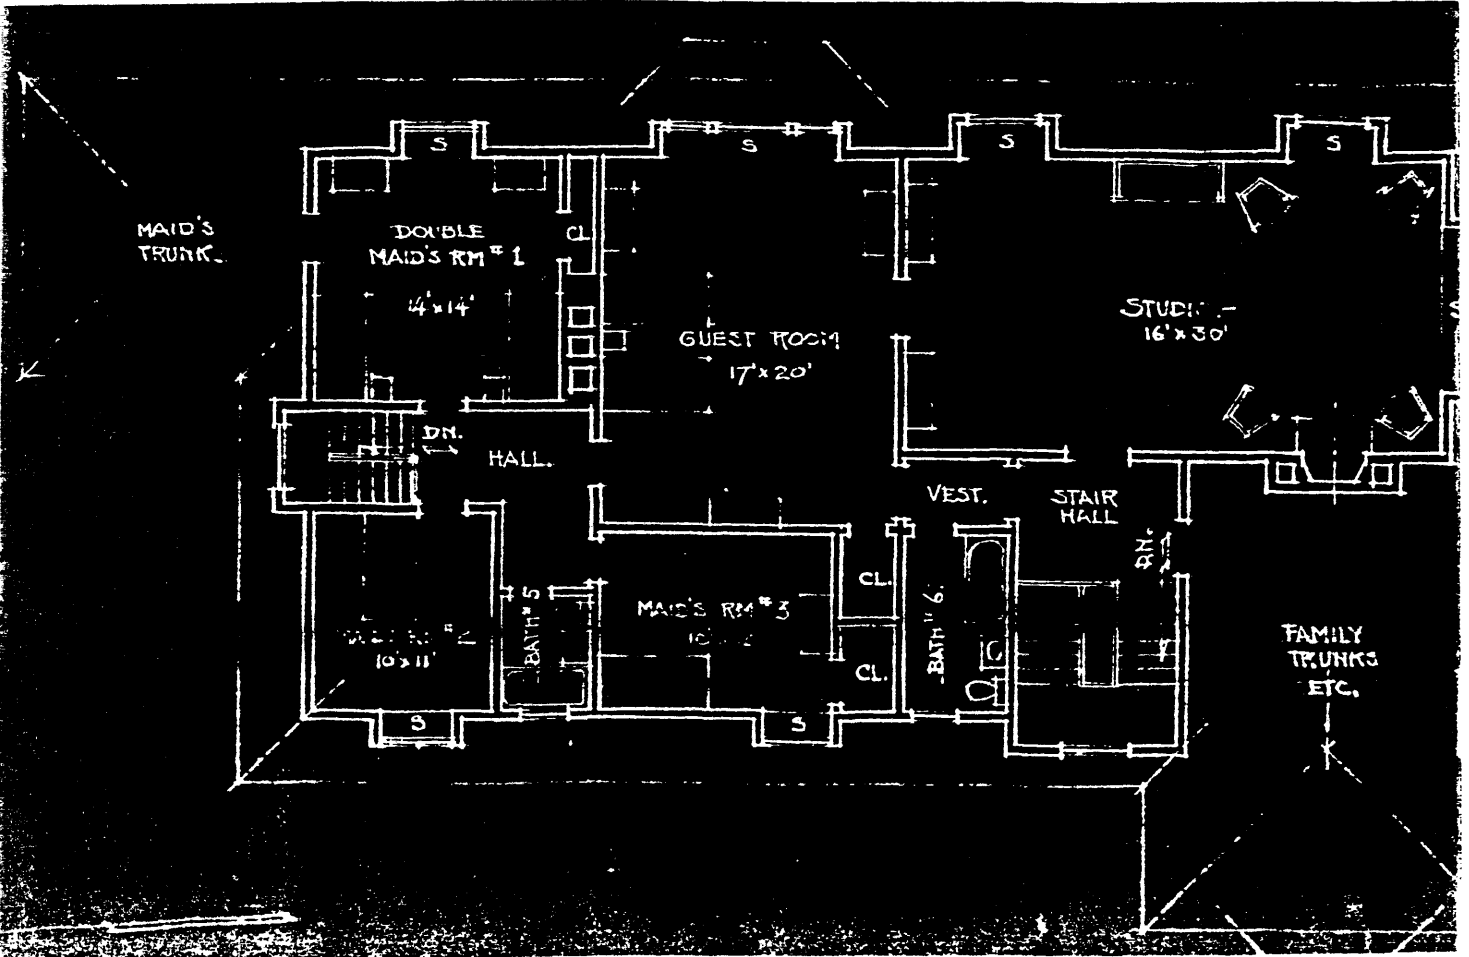 S
S
S
S
MAID'S
TRUNK
DOUBLE
MAID'S RM # 1
14'x14'
CL
GUEST ROOM
17'x20'
16'x30'
S
DN.
HALL.
VEST.
STAIR
HALL
DN.
10'x11'
BATH # 5
MAID'S RM # 3
CL.
CL.
BATH # 6.
FAMILY
TRUNKS
ETC.
S
S